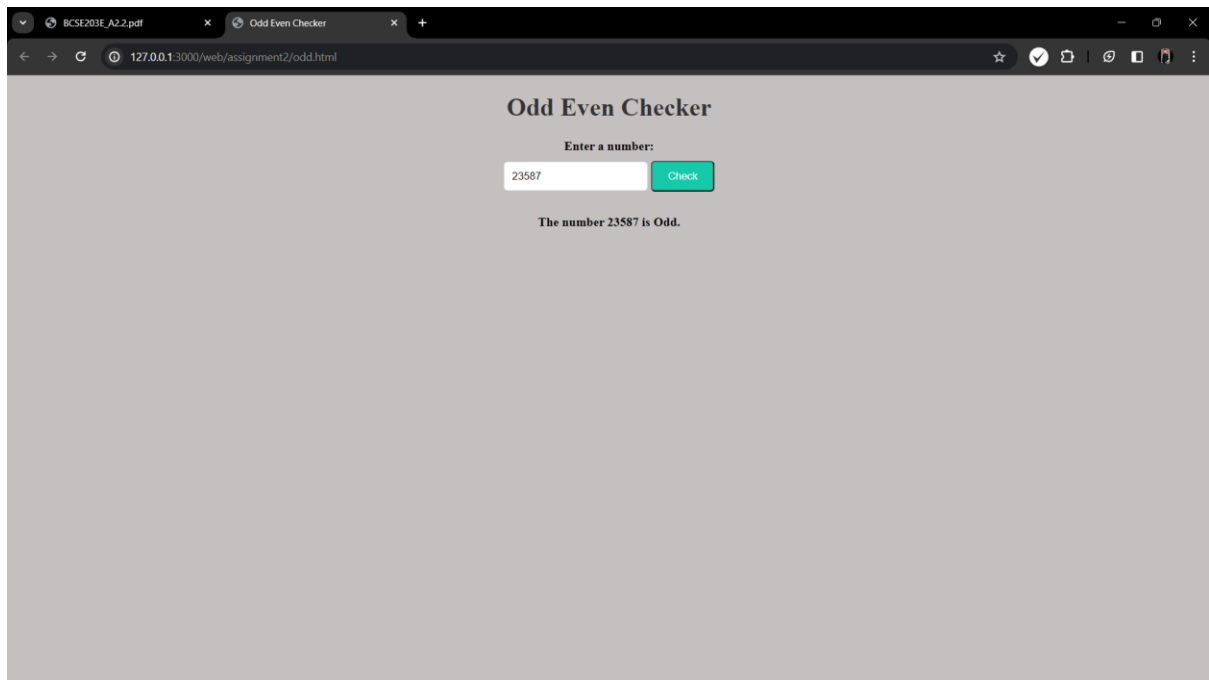 BCSE203E_A2.2.pdf
Odd Even Checker
127.0.0.1:3000/web/assignment2/odd.html
Odd Even Checker
Enter a number:
23587 Check
The number 23587 is Odd.